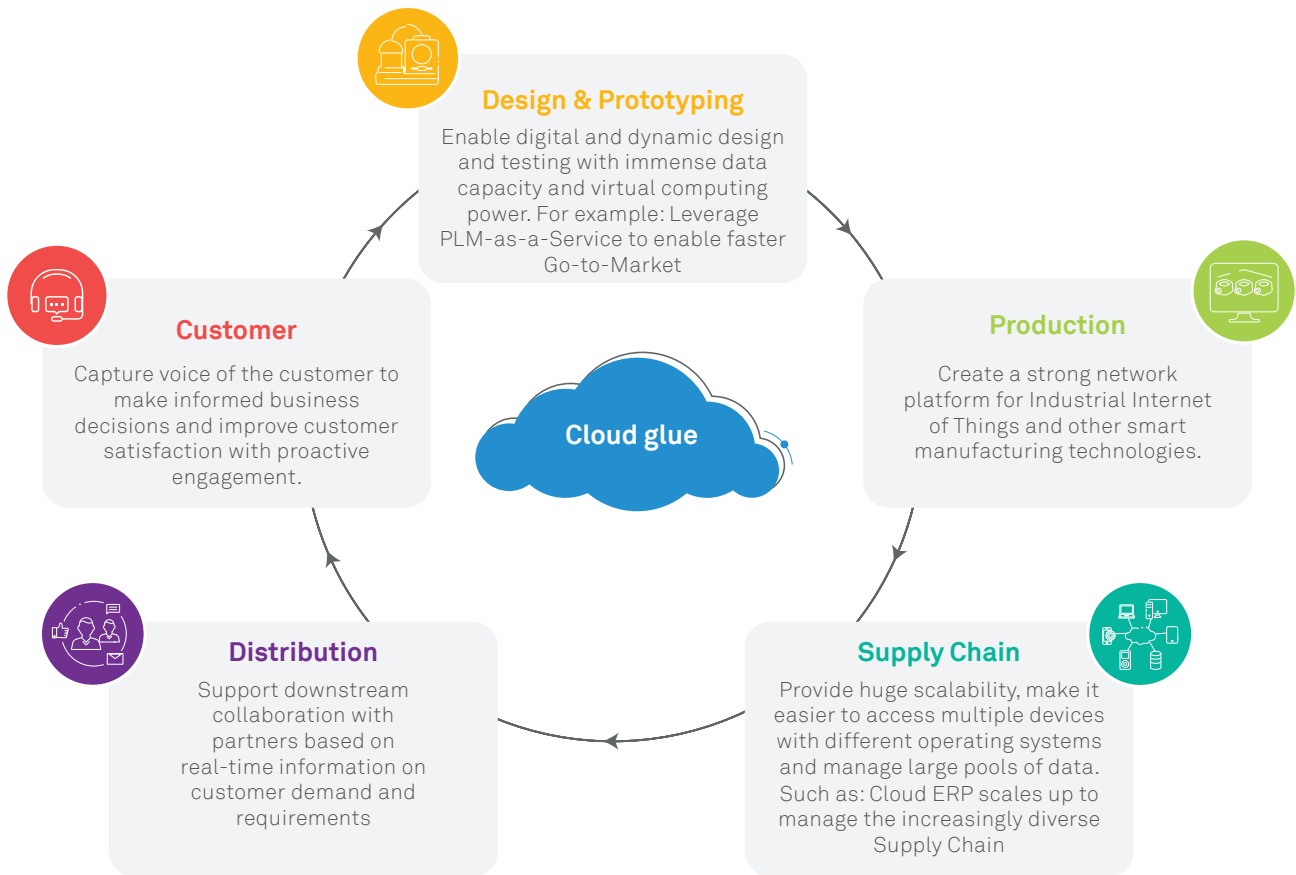 Design & Prototyping
Enable digital and dynamic design
and testing with immense data
capacity and virtual computing
power. For example: Leverage
PLM-as-a-Service to enable faster
Go-to-Market
Customer
Capture voice of the customer to
make informed business
decisions and improve customer
satisfaction with proactive
engagement.
Cloud glue
Production
Create a strong network
platform for Industrial Internet
of Things and other smart
manufacturing technologies.
Distribution
Support downstream
collaboration with
partners based on
real-time information on
customer demand and
requirements
Supply Chain
Provide huge scalability, make it
easier to access multiple devices
with different operating systems
and manage large pools of data.
Such as: Cloud ERP scales up to
manage the increasingly diverse
Supply Chain